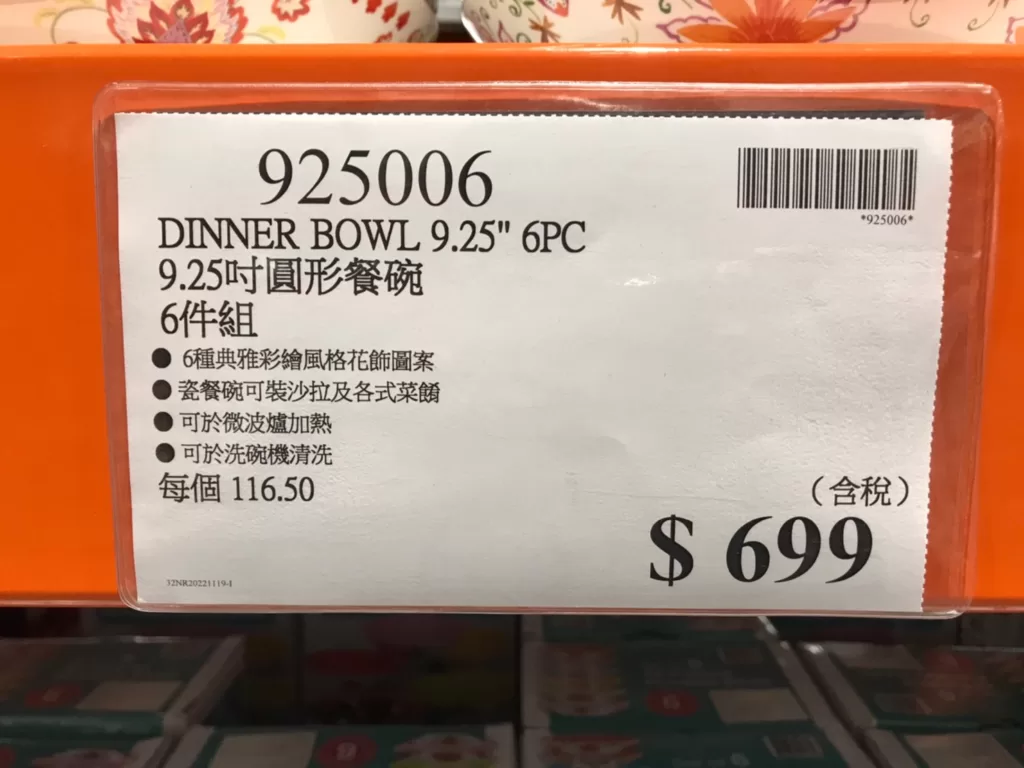 925006
*925006*
DINNER BOWL 9.25" 6PC
9.25吋圓形餐碗
6件組
● 6種典雅彩繪風格花飾圖案
● 瓷餐碗可裝沙拉及各式菜餚
● 可於微波爐加熱
● 可於洗碗機清洗
每個 116.50
(含稅)
$ 699
32NR20221119-1